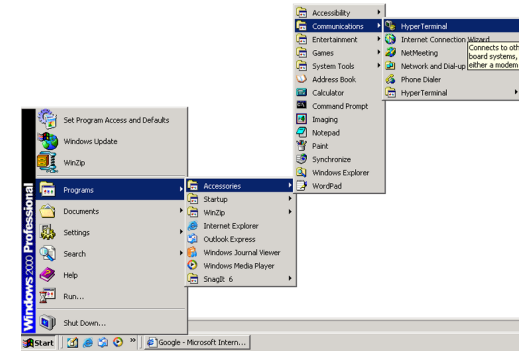 Accessibility
Communications
Entertainment
Games
System Tools
Address Book
Calculator
Command Prompt
Imaging
Notepad
Paint
Synchronize
Windows Explorer
WordPad
HyperTerminal
Internet Connection Wizard
NetMeeting
Network and Dial-up
Phone Dialer
HyperTerminal
Connects to oth
board systems,
either a modem
Set Program Access and Defaults
Windows Update
WinZip
Programs
Documents
Settings
Search
Help
Run...
Shut Down...
Windows 2000 Professional
Accessories
Startup
WinZip
Internet Explorer
Outlook Express
Windows Journal Viewer
Windows Media Player
SnagIt 6
Start
»
Google - Microsoft Intern...